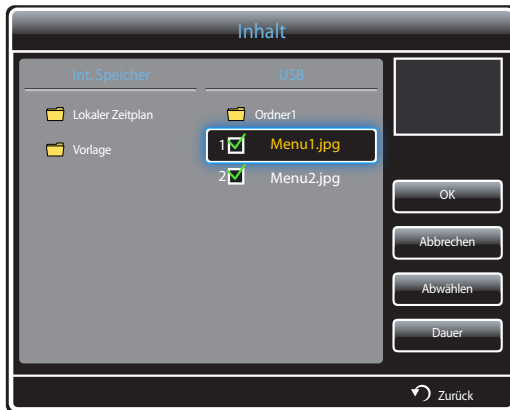 Inhalt
Int. Speicher
USB
Lokaler Zeitplan
Vorlage
Ordner1
1 Menu1.jpg
2 Menu2.jpg
OK
Abbrechen
Abwählen
Dauer
Zurück